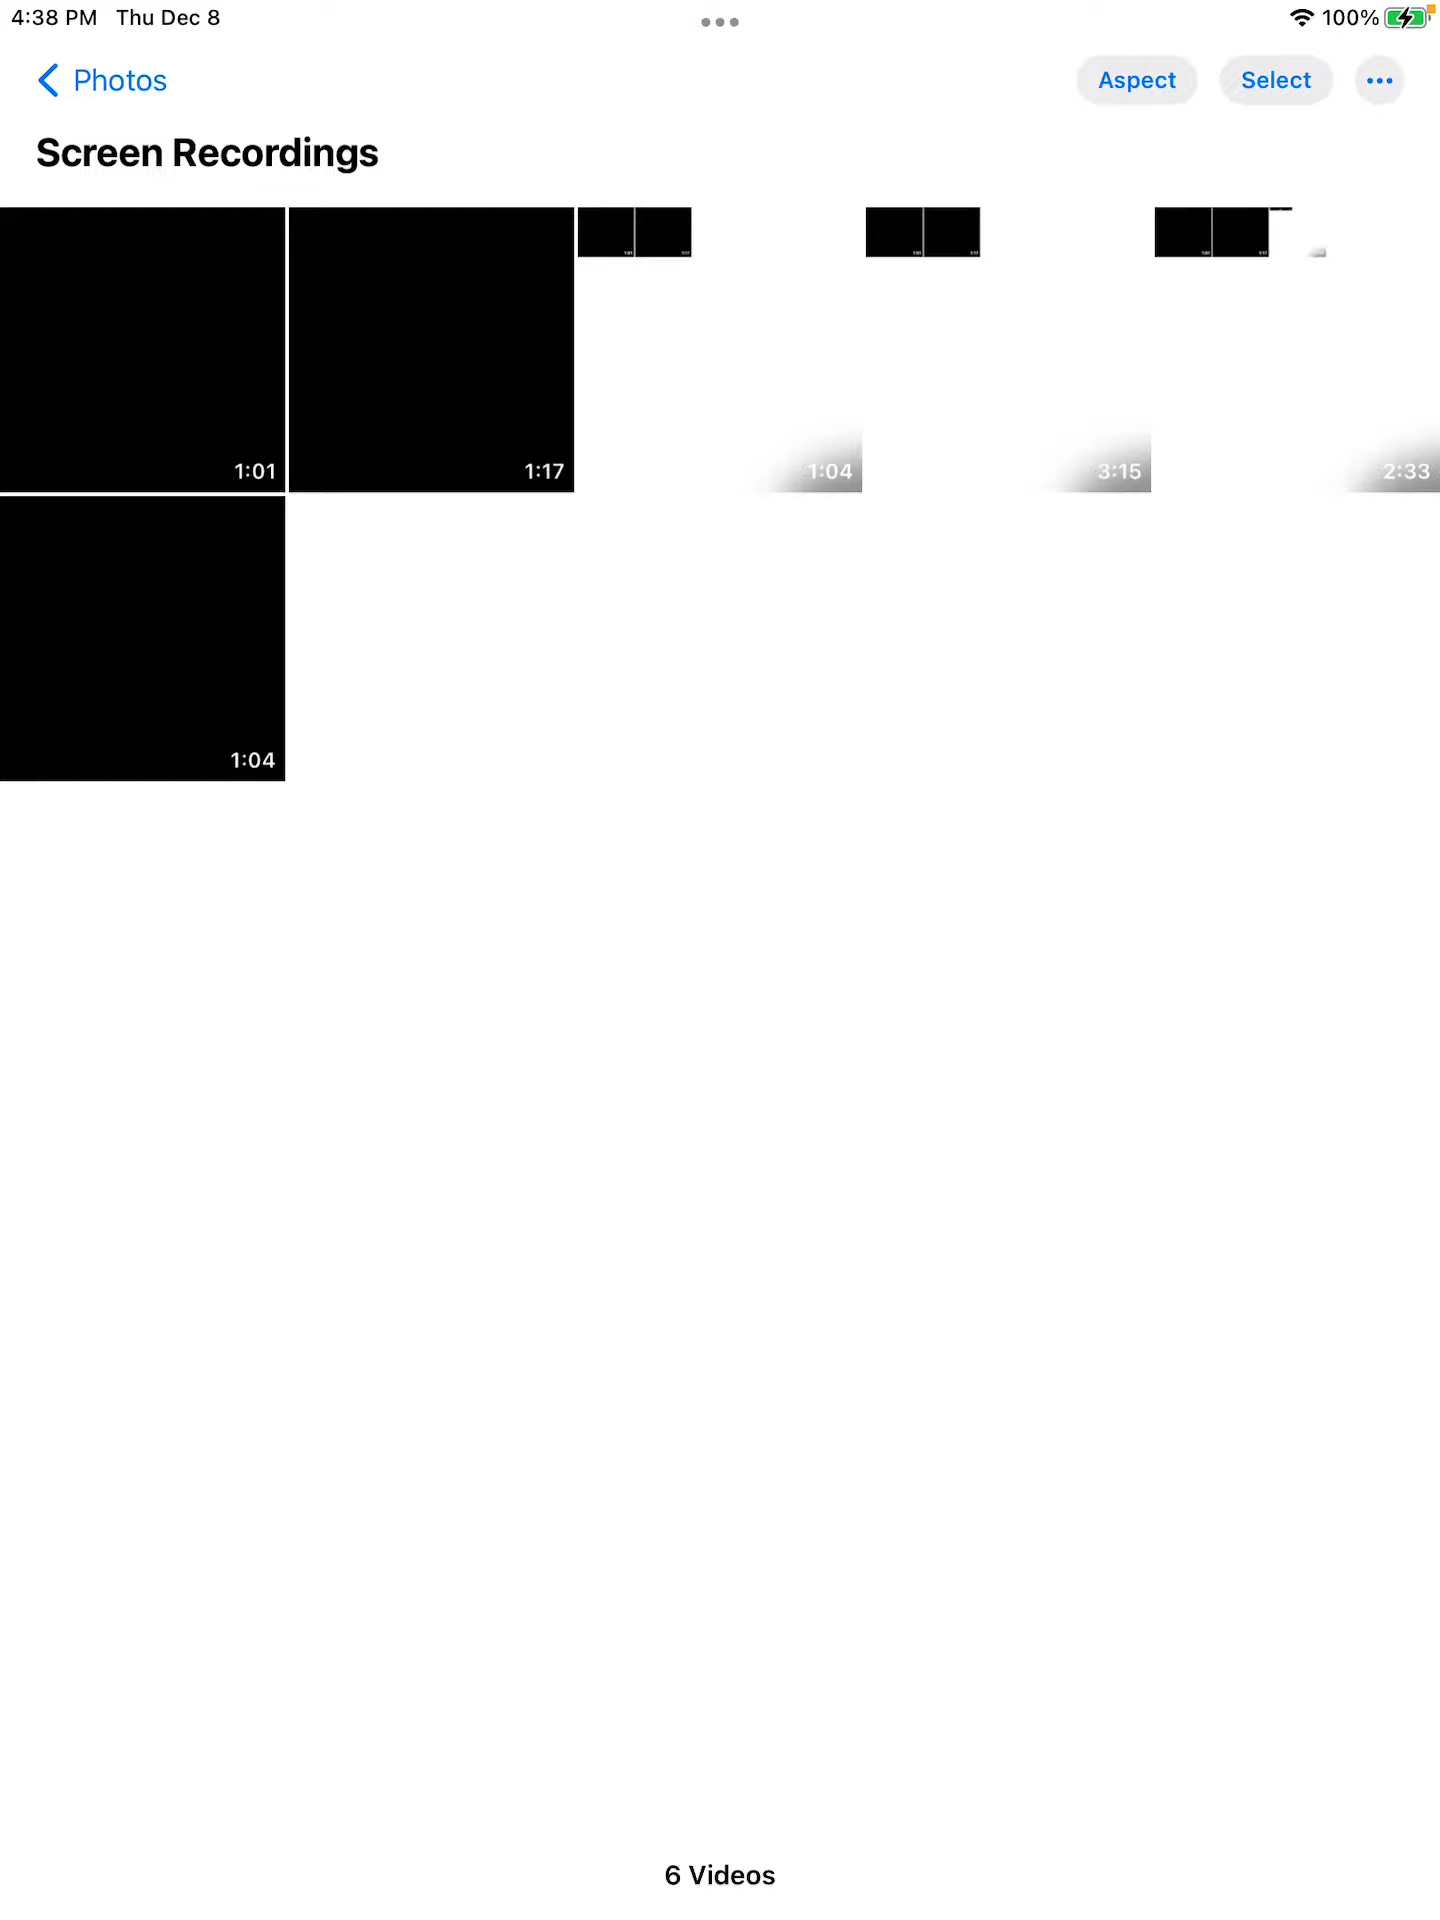 4:38 PM Thu Dec 8
100%
Photos
Aspect
Select
Screen Recordings
1:01
1:17
1:04
3:15
2:33
1:04
6 Videos